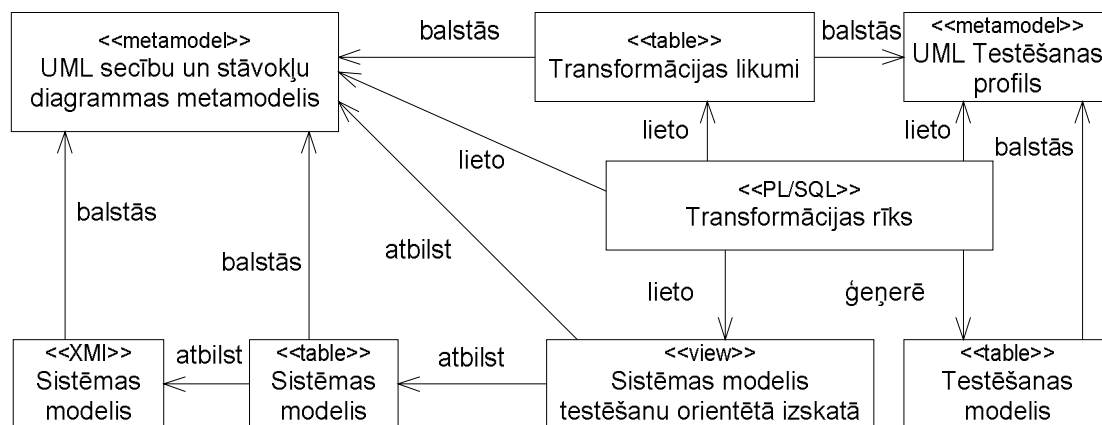 <<metamodel>>
UML secību un stāvokļu
diagrammas metamodelis
balstās
<<table>>
Transformācijas likumi
balstās
<<metamodel>>
UML Testēšanas
profils
lieto
lieto
lieto
balstās
<<PL/SQL>>
Transformācijas rīks
balstās
balstās
atbilst
lieto
ģeņerē
<<XMI>>
Sistēmas
modelis
atbilst
<<table>>
Sistēmas
modelis
atbilst
<<view>>
Sistēmas modelis
testēšanu orientētā izskatā
<<table>>
Testēšanas
modelis